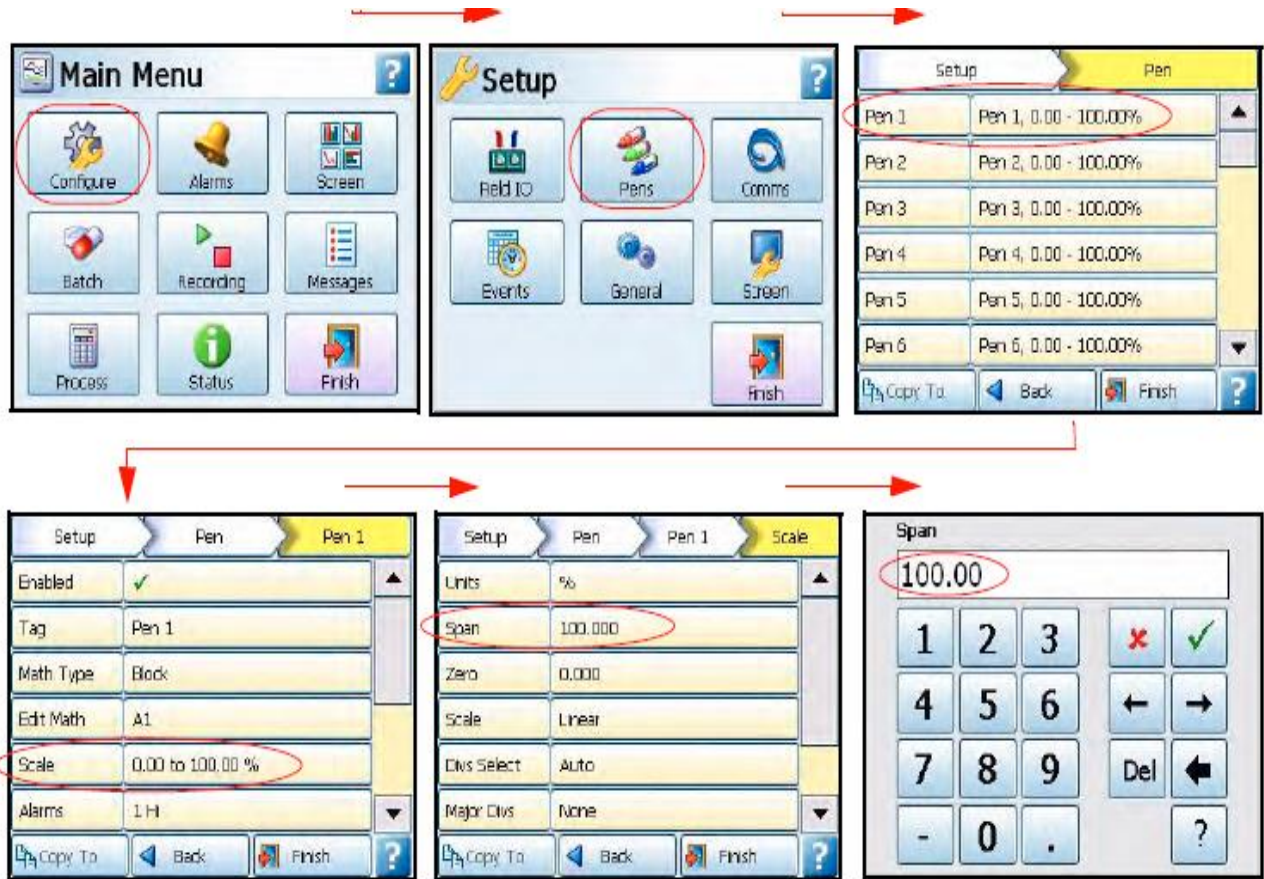 Main Menu ?
Configure Alarms Screen
Batch Recording Messages
Process Status Finish
Setup ?
Field IO Pens Comms
Events General Screen
Finish
Setup Pen
Pen 1 Pen 1, 0.00 - 100.00%
Pen 2 Pen 2, 0.00 - 100.00%
Pen 3 Pen 3, 0.00 - 100.00%
Pen 4 Pen 4, 0.00 - 100.00%
Pen 5 Pen 5, 0.00 - 100.00%
Pen 6 Pen 6, 0.00 - 100.00%
Copy To Back Finish ?
Setup Pen Pen 1
Enabled ✓
Tag Pen 1
Math Type Block
Edit Math A1
Scale 0.00 to 100.00 %
Alarms 1 Hi
Copy To Back Finish ?
Setup Pen Pen 1 Scale
Units %
Span 100.000
Zero 0.000
Scale Linear
Divs Select Auto
Major Divs None
Copy To Back Finish ?
Span
100.00
1 2 3 ✗ ✓
4 5 6 ← →
7 8 9 Del
- 0 . ?